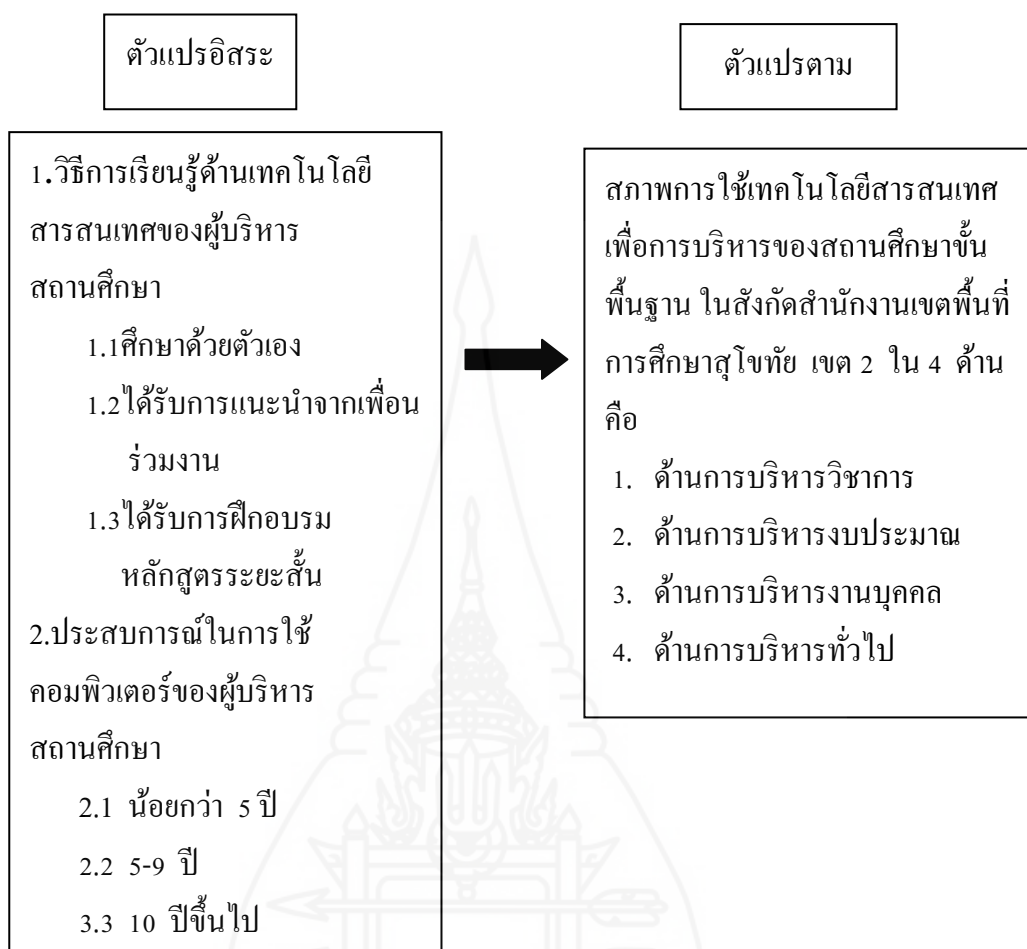 ตัวแปรอิสระ
1.วิธีการเรียนรู้ด้านเทคโนโลยี
สารสนเทศของผู้บริหาร
สถานศึกษา
1.1ศึกษาด้วยตัวเอง
1.2ได้รับการแนะนำจากเพื่อน
ร่วมงาน
1.3ได้รับการฝึกอบรม
หลักสูตรระยะสั้น
2.ประสบการณ์ในการใช้
คอมพิวเตอร์ของผู้บริหาร
สถานศึกษา
2.1 น้อยกว่า 5 ปี
2.2 5-9 ปี
3.3 10 ปีขึ้นไป
ตัวแปรตาม
สภาพการใช้เทคโนโลยีสารสนเทศ
เพื่อการบริหารของสถานศึกษาขั้น
พื้นฐาน ในสังกัดสำนักงานเขตพื้นที่
การศึกษาสุโขทัย เขต 2 ใน 4 ด้าน
คือ
1. ด้านการบริหารวิชาการ
2. ด้านการบริหารงบประมาณ
3. ด้านการบริหารงานบุคคล
4. ด้านการบริหารทั่วไป